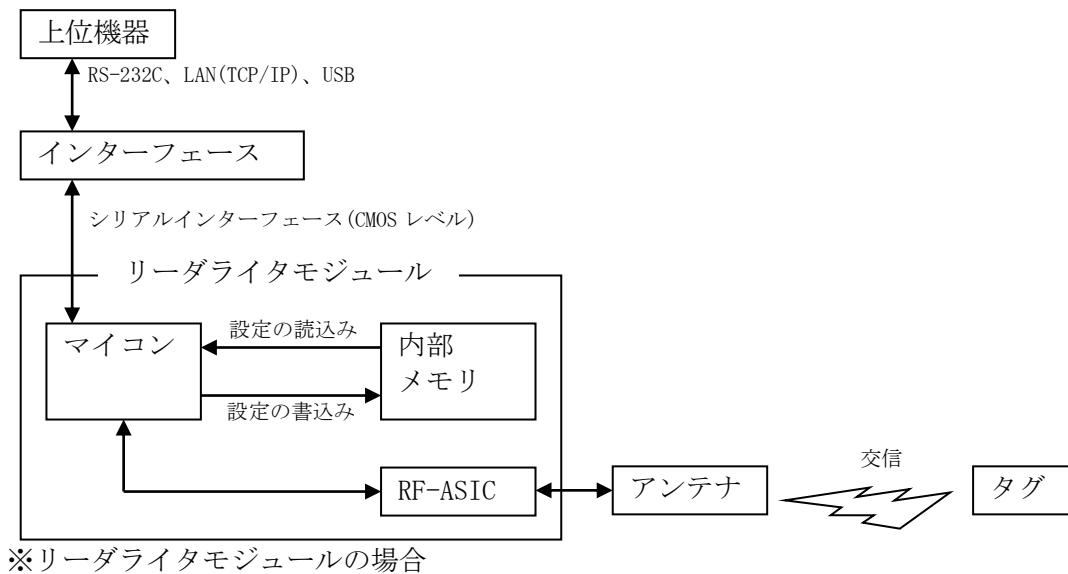 上位機器
RS-232C、LAN(TCP/IP)、USB
インターフェース
シリアルインターフェース(CMOS レベル)
リーダライタモジュール
マイコン
設定の読込み
内部
メモリ
設定の書込み
RF-ASIC
アンテナ
交信
タグ
※リーダライタモジュールの場合